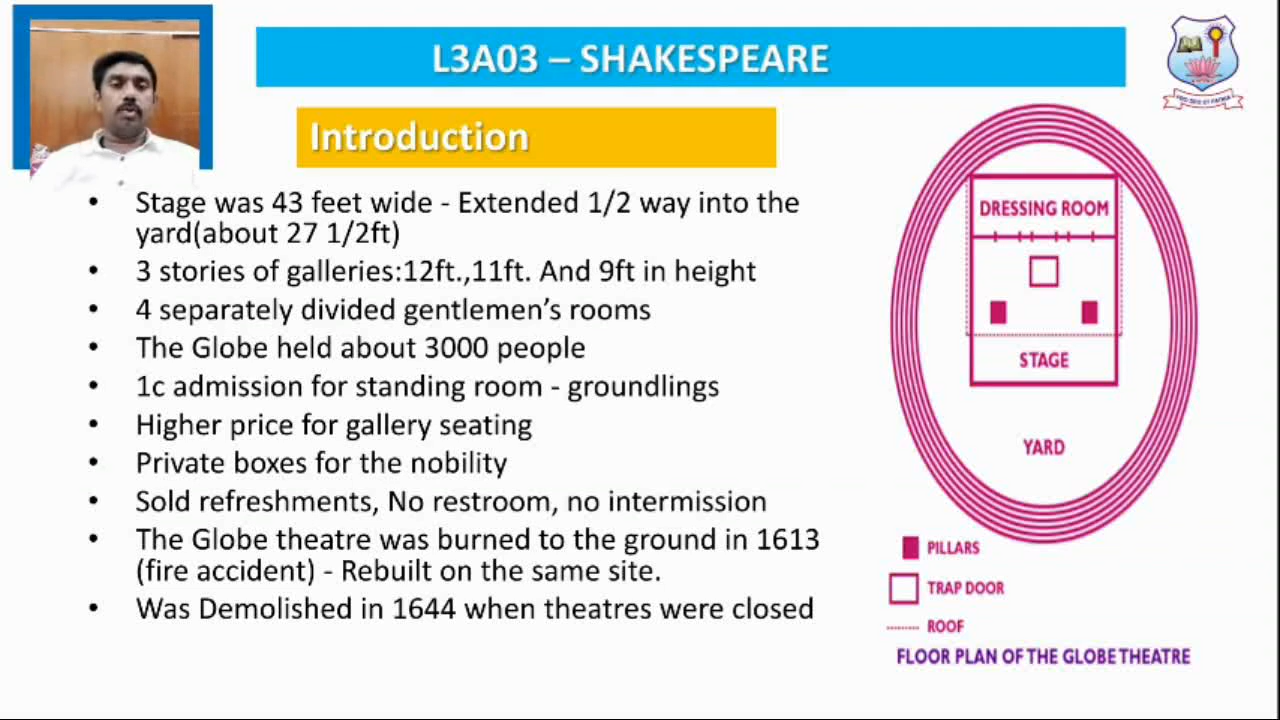 L3A03 – SHAKESPEARE
Introduction
• Stage was 43 feet wide - Extended 1/2 way into the
yard(about 27 1/2ft)
• 3 stories of galleries:12ft.,11ft. And 9ft in height
• 4 separately divided gentlemen's rooms
• The Globe held about 3000 people
• 1c admission for standing room - groundlings
• Higher price for gallery seating
• Private boxes for the nobility
• Sold refreshments, No restroom, no intermission
• The Globe theatre was burned to the ground in 1613
(fire accident) - Rebuilt on the same site.
• Was Demolished in 1644 when theatres were closed
DRESSING ROOM
STAGE
YARD
PILLARS
TRAP DOOR
ROOF
FLOOR PLAN OF THE GLOBE THEATRE